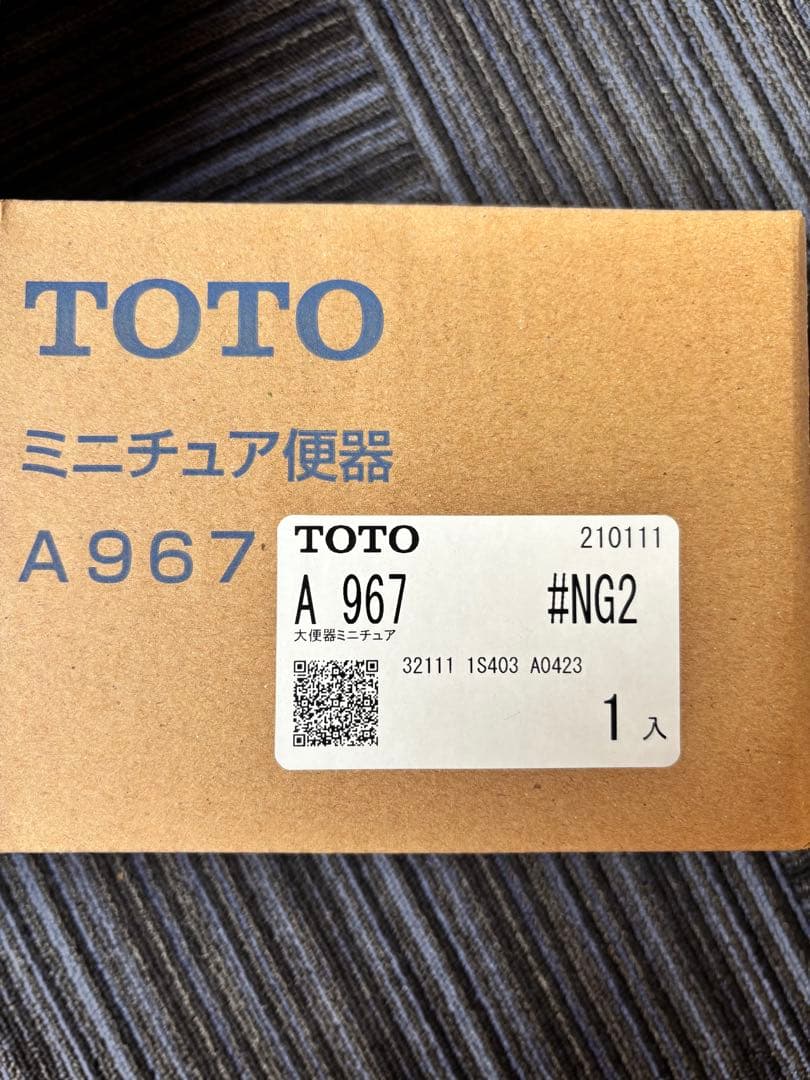 TOTO
ミニチュア便器
A967
TOTO 210111
A 967 #NG2
大便器ミニチュア
32111 1S403 A0423
1 入